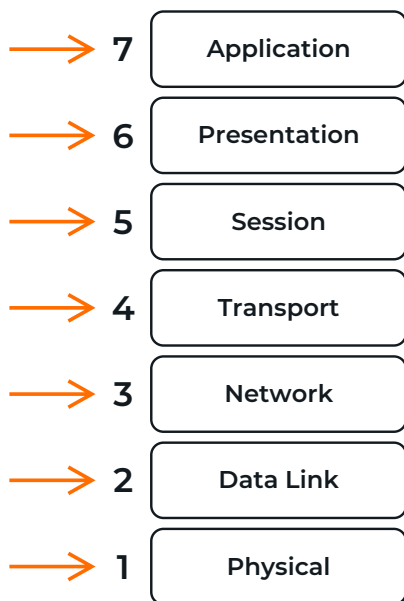 7 Application
6 Presentation
5 Session
4 Transport
3 Network
2 Data Link
1 Physical